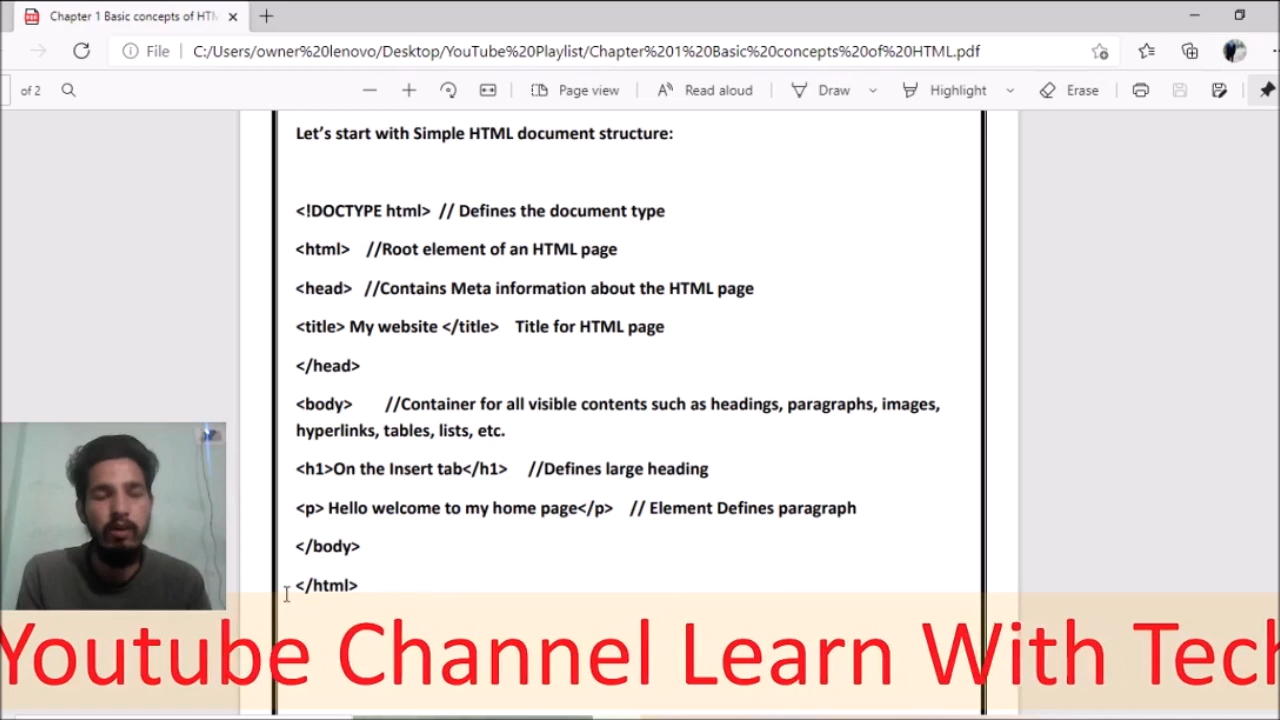 Chapter 1 Basic concepts of HTM
File C:/Users/owner%20lenovo/Desktop/YouTube%20Playlist/Chapter%201%20Basic%20concepts%20of%20HTML.pdf
of 2 Page view Read aloud Draw Highlight Erase
Let's start with Simple HTML document structure:
<!DOCTYPE html> // Defines the document type
<html> //Root element of an HTML page
<head> //Contains Meta information about the HTML page
<title> My website </title> Title for HTML page
</head>
<body> //Container for all visible contents such as headings, paragraphs, images,
hyperlinks, tables, lists, etc.
<h1>On the Insert tab</h1> //Defines large heading
<p> Hello welcome to my home page</p> // Element Defines paragraph
</body>
</html>
Youtube Channel Learn With Tech